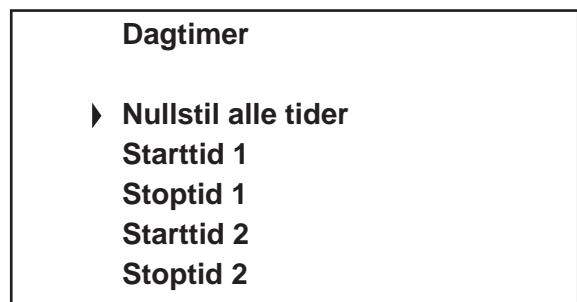 Dagtimer
Nullstil alle tider
Starttid 1
Stoptid 1
Starttid 2
Stoptid 2